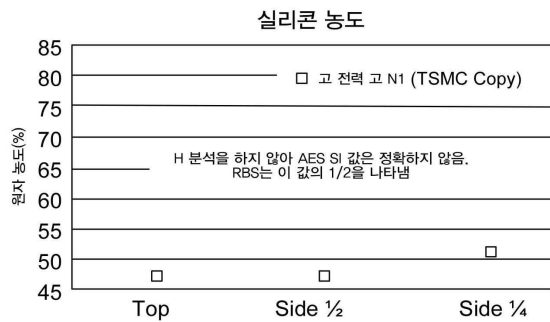 실리콘 농도
85
80
75
70
65
60
55
50
45
원자 농도(%)
고 전력 고 N1 (TSMC Copy)
H 분석을 하지 않아 AES SI 값은 정확하지 않음.
RBS는 이 값의 1/2을 나타냄
Top Side ½ Side ¼